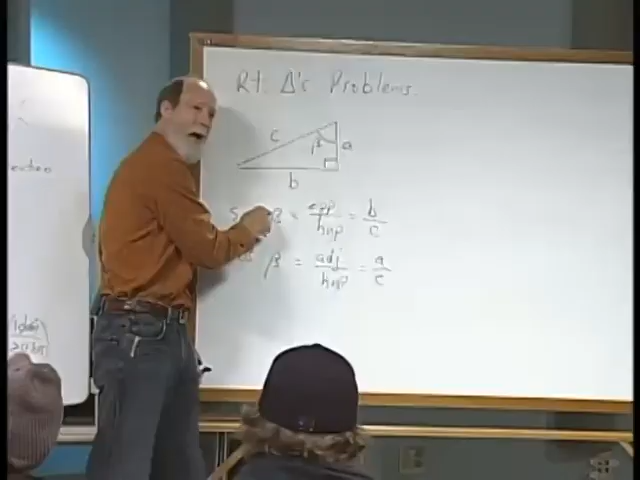 Rt. Δ's Problems.
c
β
a
b
S β = opp/hyp = b/c
β = adj/hyp = a/c